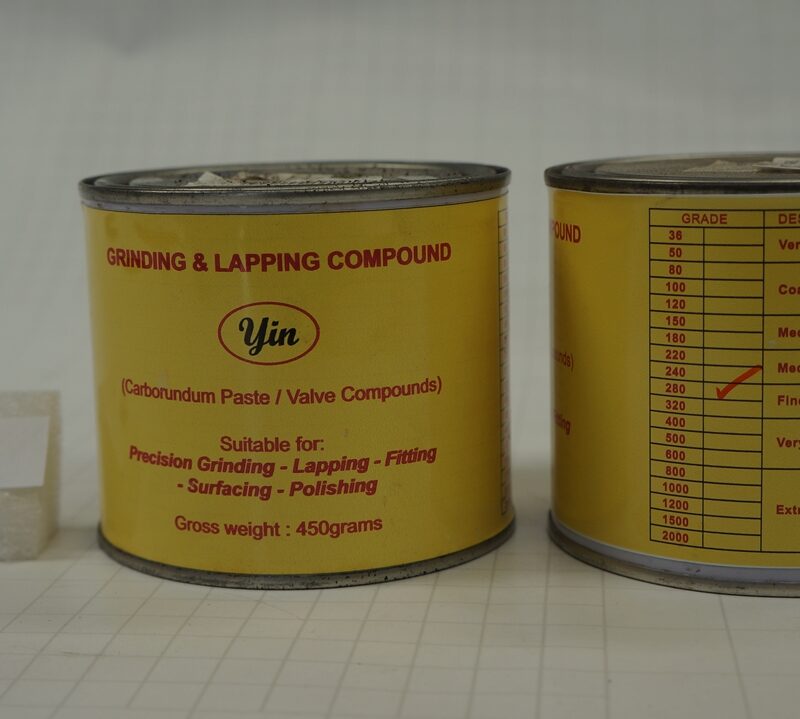 GRINDING & LAPPING COMPOUND
Yin
(Carborundum Paste / Valve Compounds)
Suitable for:
Precision Grinding - Lapping - Fitting
- Surfacing - Polishing
Gross weight : 450grams
GRADE
36
50
80
100
120
150
180
220
240
280
320
400
500
600
800
1000
1200
1500
2000